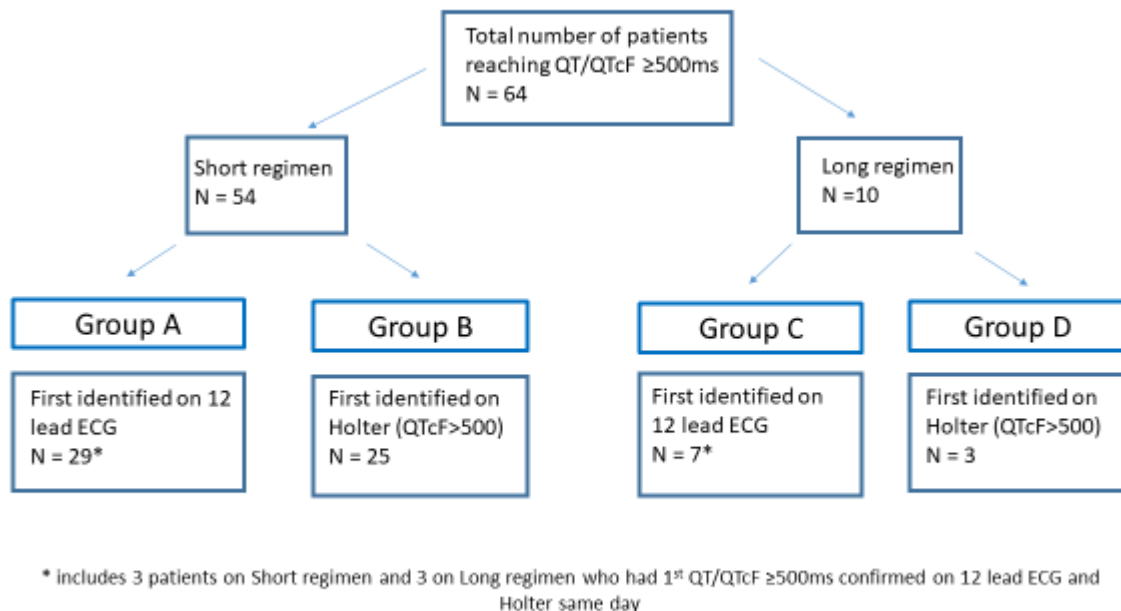 Total number of patients
reaching QT/QTcF ≥500ms
N = 64
Short regimen
N = 54
Long regimen
N =10
Group A
Group B
Group C
Group D
First identified on 12
lead ECG
N = 29*
First identified on
Holter (QTcF>500)
N = 25
First identified on
12 lead ECG
N = 7*
First identified on
Holter (QTcF>500)
N = 3
* includes 3 patients on Short regimen and 3 on Long regimen who had 1st QT/QTcF ≥500ms confirmed on 12 lead ECG and
Holter same day